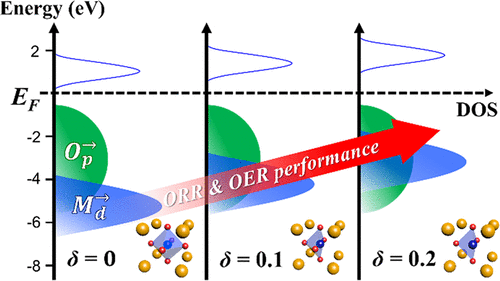 Energy (eV)
2
E_F
DOS
-2
O_p→
ORR & OER performance
-4
M_d→
-6
-8
δ = 0
δ = 0.1
δ = 0.2